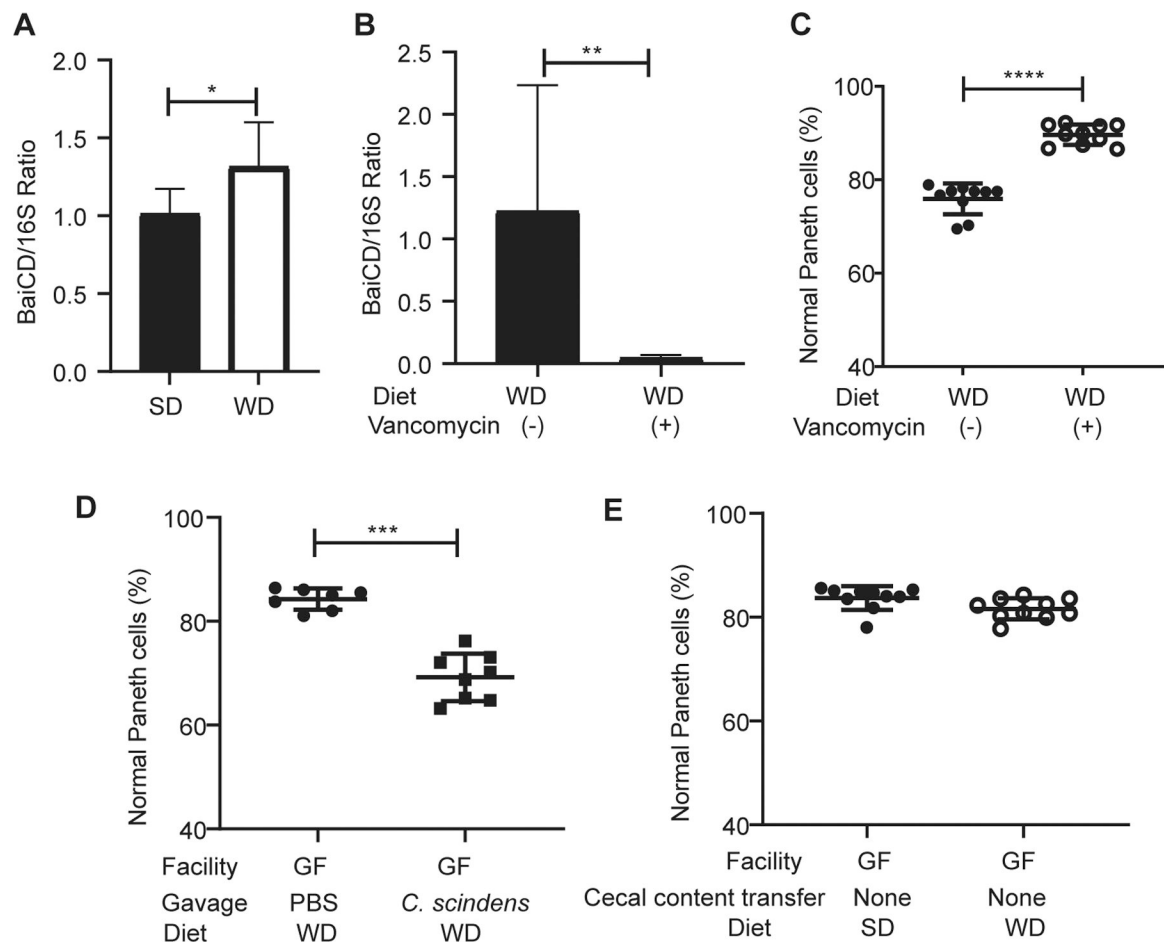 A
BaiCD/16S Ratio
2.0
1.5
1.0
0.5
0.0
*
SD WD
B
BaiCD/16S Ratio
2.5
2.0
1.5
1.0
0.5
0.0
**
Diet WD WD
Vancomycin (-) (+)
C
Normal Paneth cells (%)
100
80
60
40
****
Diet WD WD
Vancomycin (-) (+)
D
Normal Paneth cells (%)
100
80
60
40
***
Facility GF GF
Gavage PBS C. scindens
Diet WD WD
E
Normal Paneth cells (%)
100
80
60
40
Facility GF GF
Cecal content transfer None None
Diet SD WD